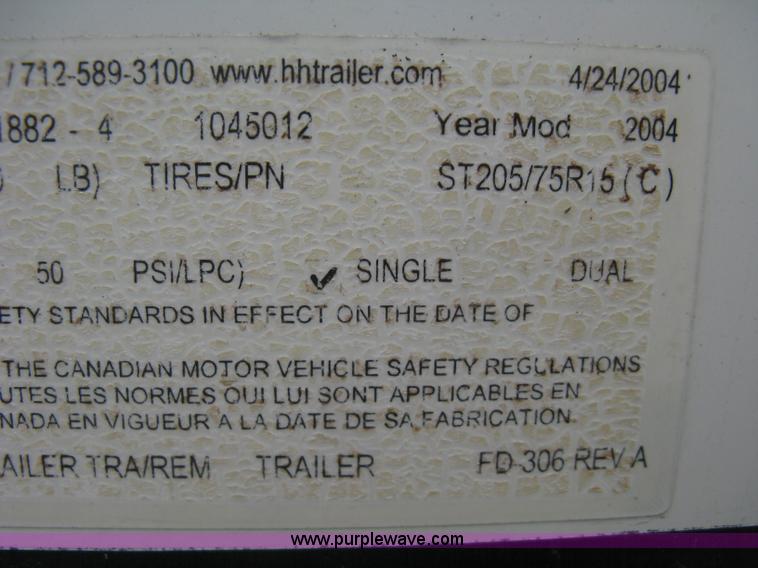 / 712-589-3100 www.hhtrailer.com 4/24/2004
1882 - 4 1045012 Year Mod 2004
LB) TIRES/PN ST205/75R15 (C)
50 PSI/LPC) ✓ SINGLE DUAL
ETY STANDARDS IN EFFECT ON THE DATE OF
THE CANADIAN MOTOR VEHICLE SAFETY REGULATIONS
UTES LES NORMES QUI LUI SONT APPLICABLES EN
NADA EN VIGUEUR A LA DATE DE SA FABRICATION.
AILER TRA/REM TRAILER FD-306 REV A
www.purplewave.com